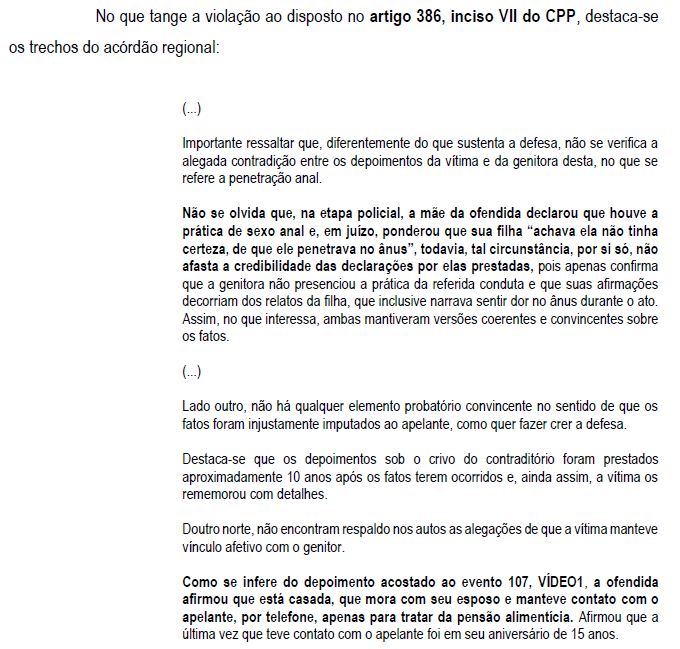 No que tange a violação ao disposto no artigo 386, inciso VII do CPP, destaca-se
os trechos do acórdão regional:
(...)
Importante ressaltar que, diferentemente do que sustenta a defesa, não se verifica a
alegada contradição entre os depoimentos da vítima e da genitora desta, no que se
refere a penetração anal.
Não se olvida que, na etapa policial, a mãe da ofendida declarou que houve a
prática de sexo anal e, em juízo, ponderou que sua filha “achava ela não tinha
certeza, de que ele penetrava no ânus”, todavia, tal circunstância, por si só, não
afasta a credibilidade das declarações por elas prestadas, pois apenas confirma
que a genitora não presenciou a prática da referida conduta e que suas afirmações
decorriam dos relatos da filha, que inclusive narrava sentir dor no ânus durante o ato.
Assim, no que interessa, ambas mantiveram versões coerentes e convincentes sobre
os fatos.
(...)
Lado outro, não há qualquer elemento probatório convincente no sentido de que os
fatos foram injustamente imputados ao apelante, como quer fazer crer a defesa.
Destaca-se que os depoimentos sob o crivo do contraditório foram prestados
aproximadamente 10 anos após os fatos terem ocorridos e, ainda assim, a vítima os
rememorou com detalhes.
Doutro norte, não encontram respaldo nos autos as alegações de que a vítima manteve
vínculo afetivo com o genitor.
Como se infere do depoimento acostado ao evento 107, VÍDEO1, a ofendida
afirmou que está casada, que mora com seu esposo e manteve contato com o
apelante, por telefone, apenas para tratar da pensão alimentícia. Afirmou que a
última vez que teve contato com o apelante foi em seu aniversário de 15 anos.